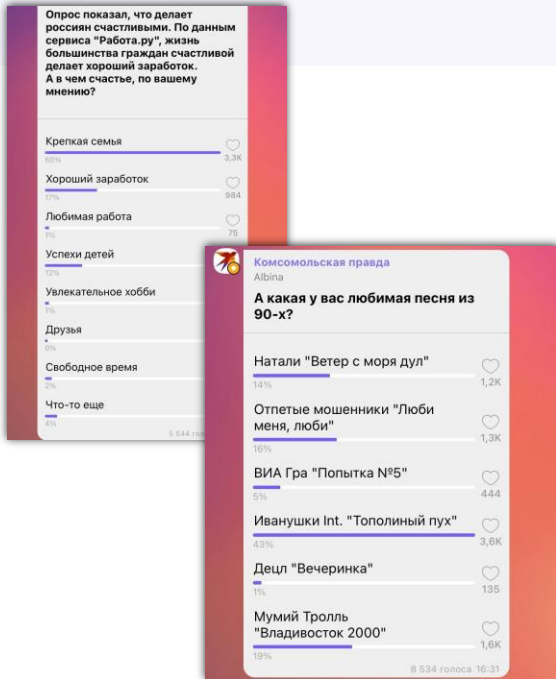 Опрос показал, что делает
россиян счастливыми. По данным
сервиса "Работа.ру", жизнь
большинства граждан счастливой
делает хороший заработок.
А в чем счастье, по вашему
мнению?
Крепкая семья
60%
3,3K
Хороший заработок
17%
984
Любимая работа
1%
75
Успехи детей
12%
Увлекательное хобби
1%
Друзья
0%
Свободное время
2%
Что-то еще
4%
5 544
Комсомольская правда
Albina
А какая у вас любимая песня из
90-х?
Натали "Ветер с моря дул"
14%
1,2K
Отпетые мошенники "Люби
меня, люби"
16%
1,3K
ВИА Гра "Попытка №5"
5%
444
Иванушки Int. "Тополиный пух"
43%
3,6K
Децл "Вечеринка"
1%
135
Мумий Тролль
"Владивосток 2000"
19%
1,6K
8 534 голоса 16:31